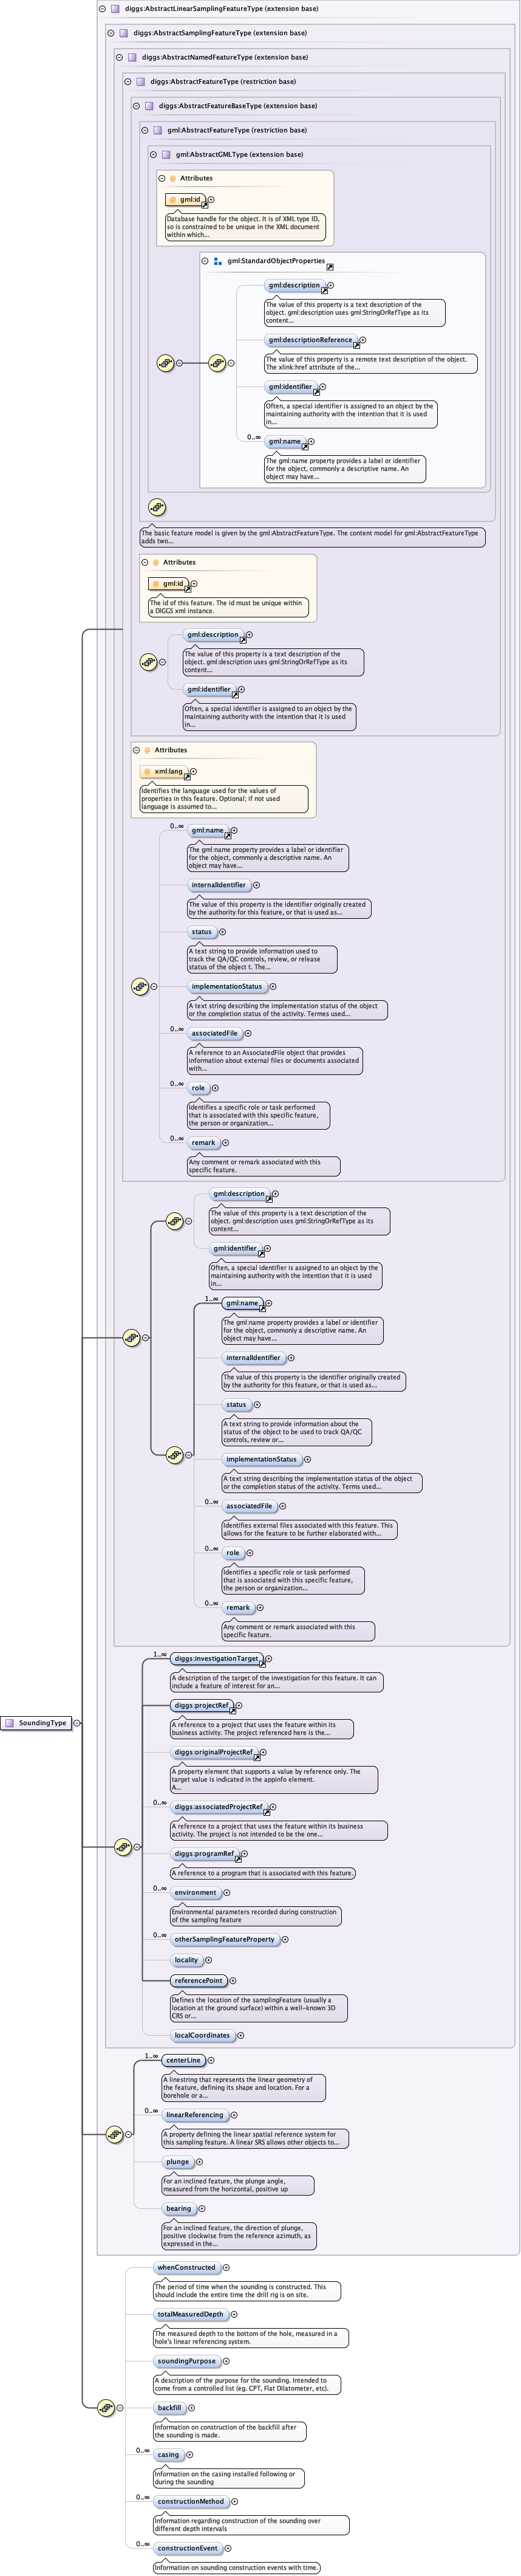 diggs:AbstractLinearSamplingFeatureType (extension base)
diggs:AbstractSamplingFeatureType (extension base)
diggs:AbstractNamedFeatureType (extension base)
diggs:AbstractFeatureType (restriction base)
diggs:AbstractFeatureBaseType (extension base)
gml:AbstractFeatureType (restriction base)
gml:AbstractGMLType (extension base)
@ Attributes
gml:id
Database handle for the object. It is of XML type ID,
so is constrained to be unique in the XML document
within which...
gml:StandardObjectProperties
gml:description
The value of this property is a text description of the
object. gml:description uses gml:StringOrRefType as its
content...
gml:descriptionReference
The value of this property is a remote text description of the object.
The xlink:href attribute of the...
gml:identifier
Often, a special identifier is assigned to an object by the
maintaining authority with the intention that it is used
in...
0..∞
gml:name
The gml:name property provides a label or identifier
for the object, commonly a descriptive name. An
object may have...
The basic feature model is given by the gml:AbstractFeatureType. The content model for gml:AbstractFeatureType
adds two...
@ Attributes
@ gml:id
The id of this feature. The id must be unique within
a DIGGS xml instance.
gml:description
The value of this property is a text description of the
object. gml:description uses gml:StringOrRefType as its
content...
gml:identifier
Often, a special identifier is assigned to an object by the
maintaining authority with the intention that it is used
in...
@ Attributes
@ xml:lang
Identifies the language used for the values of
properties in this feature. Optional; if not used
language is assumed to...
0..∞
gml:name
The gml:name property provides a label or identifier
for the object, commonly a descriptive name. An
object may have...
internalIdentifier
The value of this property is the identifier originally created
by the authority for this feature, or that is used as...
status
A text string to provide information used to
track the QA/QC controls, review, or release
status of the object t. The...
implementationStatus
A text string describing the implementation status of the object
or the completion status of the activity. Termes used...
0..∞
associatedFile
A reference to an AssociatedFile object that provides
information about external files or documents associated
with...
0..∞
role
Identifies a specific role or task performed
that is associated with this specific feature,
the person or organization...
0..∞
remark
Any comment or remark associated with this
specific feature.
gml:description
The value of this property is a text description of the
object. gml:description uses gml:StringOrRefType as its
content...
gml:identifier
Often, a special identifier is assigned to an object by the
maintaining authority with the intention that it is used
in...
1..∞
gml:name
The gml:name property provides a label or identifier
for the object, commonly a descriptive name. An
object may have...
internalIdentifier
The value of this property is the identifier originally created
by the authority for this feature, or that is used as...
status
A text string to provide information about the
status of the object to be used to track QA/QC
controls, review or...
implementationStatus
A text string describing the implementation status of the object
or the completion status of the activity. Terms used...
0..∞
associatedFile
Identifies external files associated with this feature. This
allows for the feature to be further elaborated with...
0..∞
role
Identifies a specific role or task performed
that is associated with this specific feature,
the person or organization...
0..∞
remark
Any comment or remark associated with this
specific feature.
1..∞
diggs:investigationTarget
A description of the target of the investigation for this feature. It can
include a feature of interest for an...
diggs:projectRef
A reference to a project that uses the feature within its
business activity. The project referenced here is the...
diggs:originalProjectRef
A property element that supports a value by reference only. The
target value is indicated in the appinfo element.
A...
0..∞
diggs:associatedProjectRef
A reference to a project that uses the feature within its business
activity. The project is not intended to be the one...
diggs:programRef
A reference to a program that is associated with this feature.
0..∞
environment
Environmental parameters recorded during construction
of the sampling feature
0..∞
otherSamplingFeatureProperty
locality
referencePoint
Defines the location of the samplingFeature (usually a
location at the ground surface) within a well-known 3D
CRS or...
localCoordinates
SoundingType
1..∞
centerLine
A linestring that represents the linear geometry of
the feature, defining its shape and location. For a
borehole or a...
0..∞
linearReferencing
A property defining the linear spatial reference system for
this sampling feature. A linear SRS allows other objects to...
plunge
For an inclined feature, the plunge angle,
measured from the horizontal, positive up
bearing
For an inclined feature, the direction of plunge,
positive clockwise from the reference azimuth, as
expressed in the...
whenConstructed
The period of time when the sounding is constructed. This
should include the entire time the drill rig is on site.
totalMeasuredDepth
The measured depth to the bottom of the hole, measured in a
hole's linear referencing system.
soundingPurpose
A description of the purpose for the sounding. Intended to
come from a controlled list (eg. CPT, Flat Dilatometer, etc).
backfill
Information on construction of the backfill after
the sounding is made.
0..∞
casing
Information on the casing installed following or
during the sounding
0..∞
constructionMethod
Information regarding construction of the sounding over
different depth intervals
0..∞
constructionEvent
Information on sounding construction events with time.